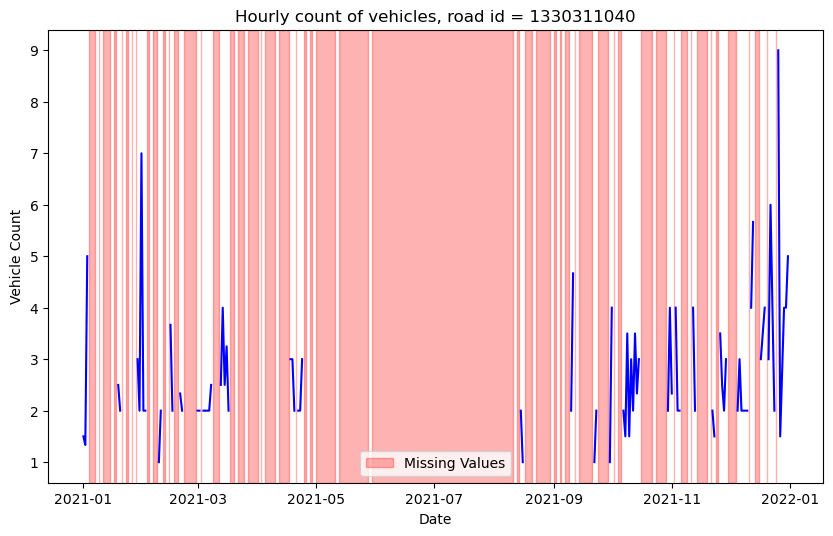 Hourly count of vehicles, road id = 1330311040
9
8
7
6
5
4
3
2
1
Vehicle Count
Missing Values
2021-01 2021-03 2021-05 2021-07 2021-09 2021-11 2022-01
Date